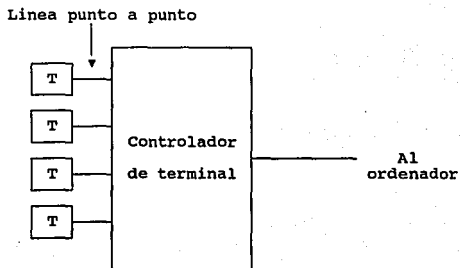 Linea punto a punto
T
T
T
T
Controlador
de terminal
Al
ordenador